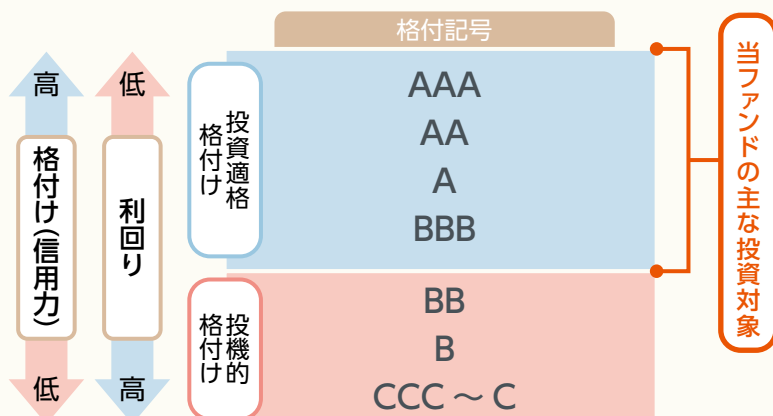 格付記号
高
格付け(信用力)
低
低
利回り
高
投資適格
格付け
AAA
AA
A
BBB
投機的
格付け
BB
B
CCC ～ C
当ファンドの主な投資対象